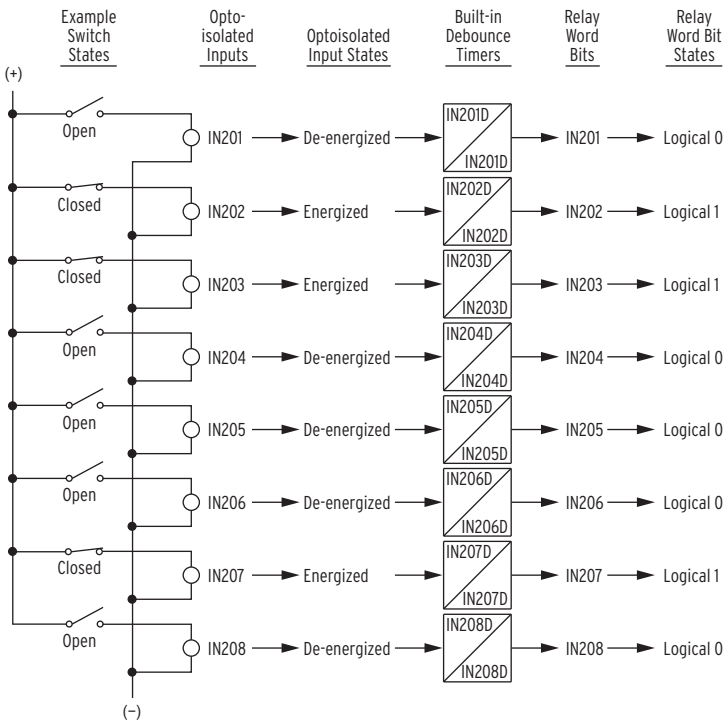 Example Switch States
Opto-isolated Inputs
Optoisolated Input States
Built-in Debounce Timers
Relay Word Bits
Relay Word Bit States
(+)
Open IN201 De-energized IN201D IN201D IN201 Logical 0
Closed IN202 Energized IN202D IN202D IN202 Logical 1
Closed IN203 Energized IN203D IN203D IN203 Logical 1
Open IN204 De-energized IN204D IN204D IN204 Logical 0
Open IN205 De-energized IN205D IN205D IN205 Logical 0
Open IN206 De-energized IN206D IN206D IN206 Logical 0
Closed IN207 Energized IN207D IN207D IN207 Logical 1
Open IN208 De-energized IN208D IN208D IN208 Logical 0
(−)